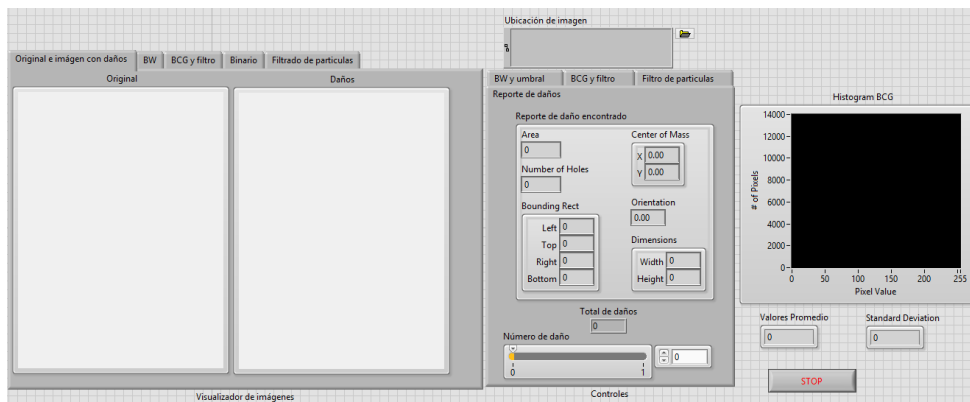 Ubicación de imagen
Original e imágen con daños BW BCG y filtro Binario Filtrado de particulas
Original Daños
Visualizador de imágenes
BW y umbral BCG y filtro Filtro de particulas
Reporte de daños
Reporte de daño encontrado
Area Center of Mass
0 X 0.00
Number of Holes Y 0.00
0
Bounding Rect Orientation
Left 0 0.00
Top 0 Dimensions
Right 0 Width 0
Bottom 0 Height 0
Total de daños
0
Número de daño
0
0 1
Controles
Histogram BCG
14000
12000
10000
8000
6000
4000
2000
0
# of Pixels
0 50 100 150 200 255
Pixel Value
Valores Promedio Standard Deviation
0 0
STOP